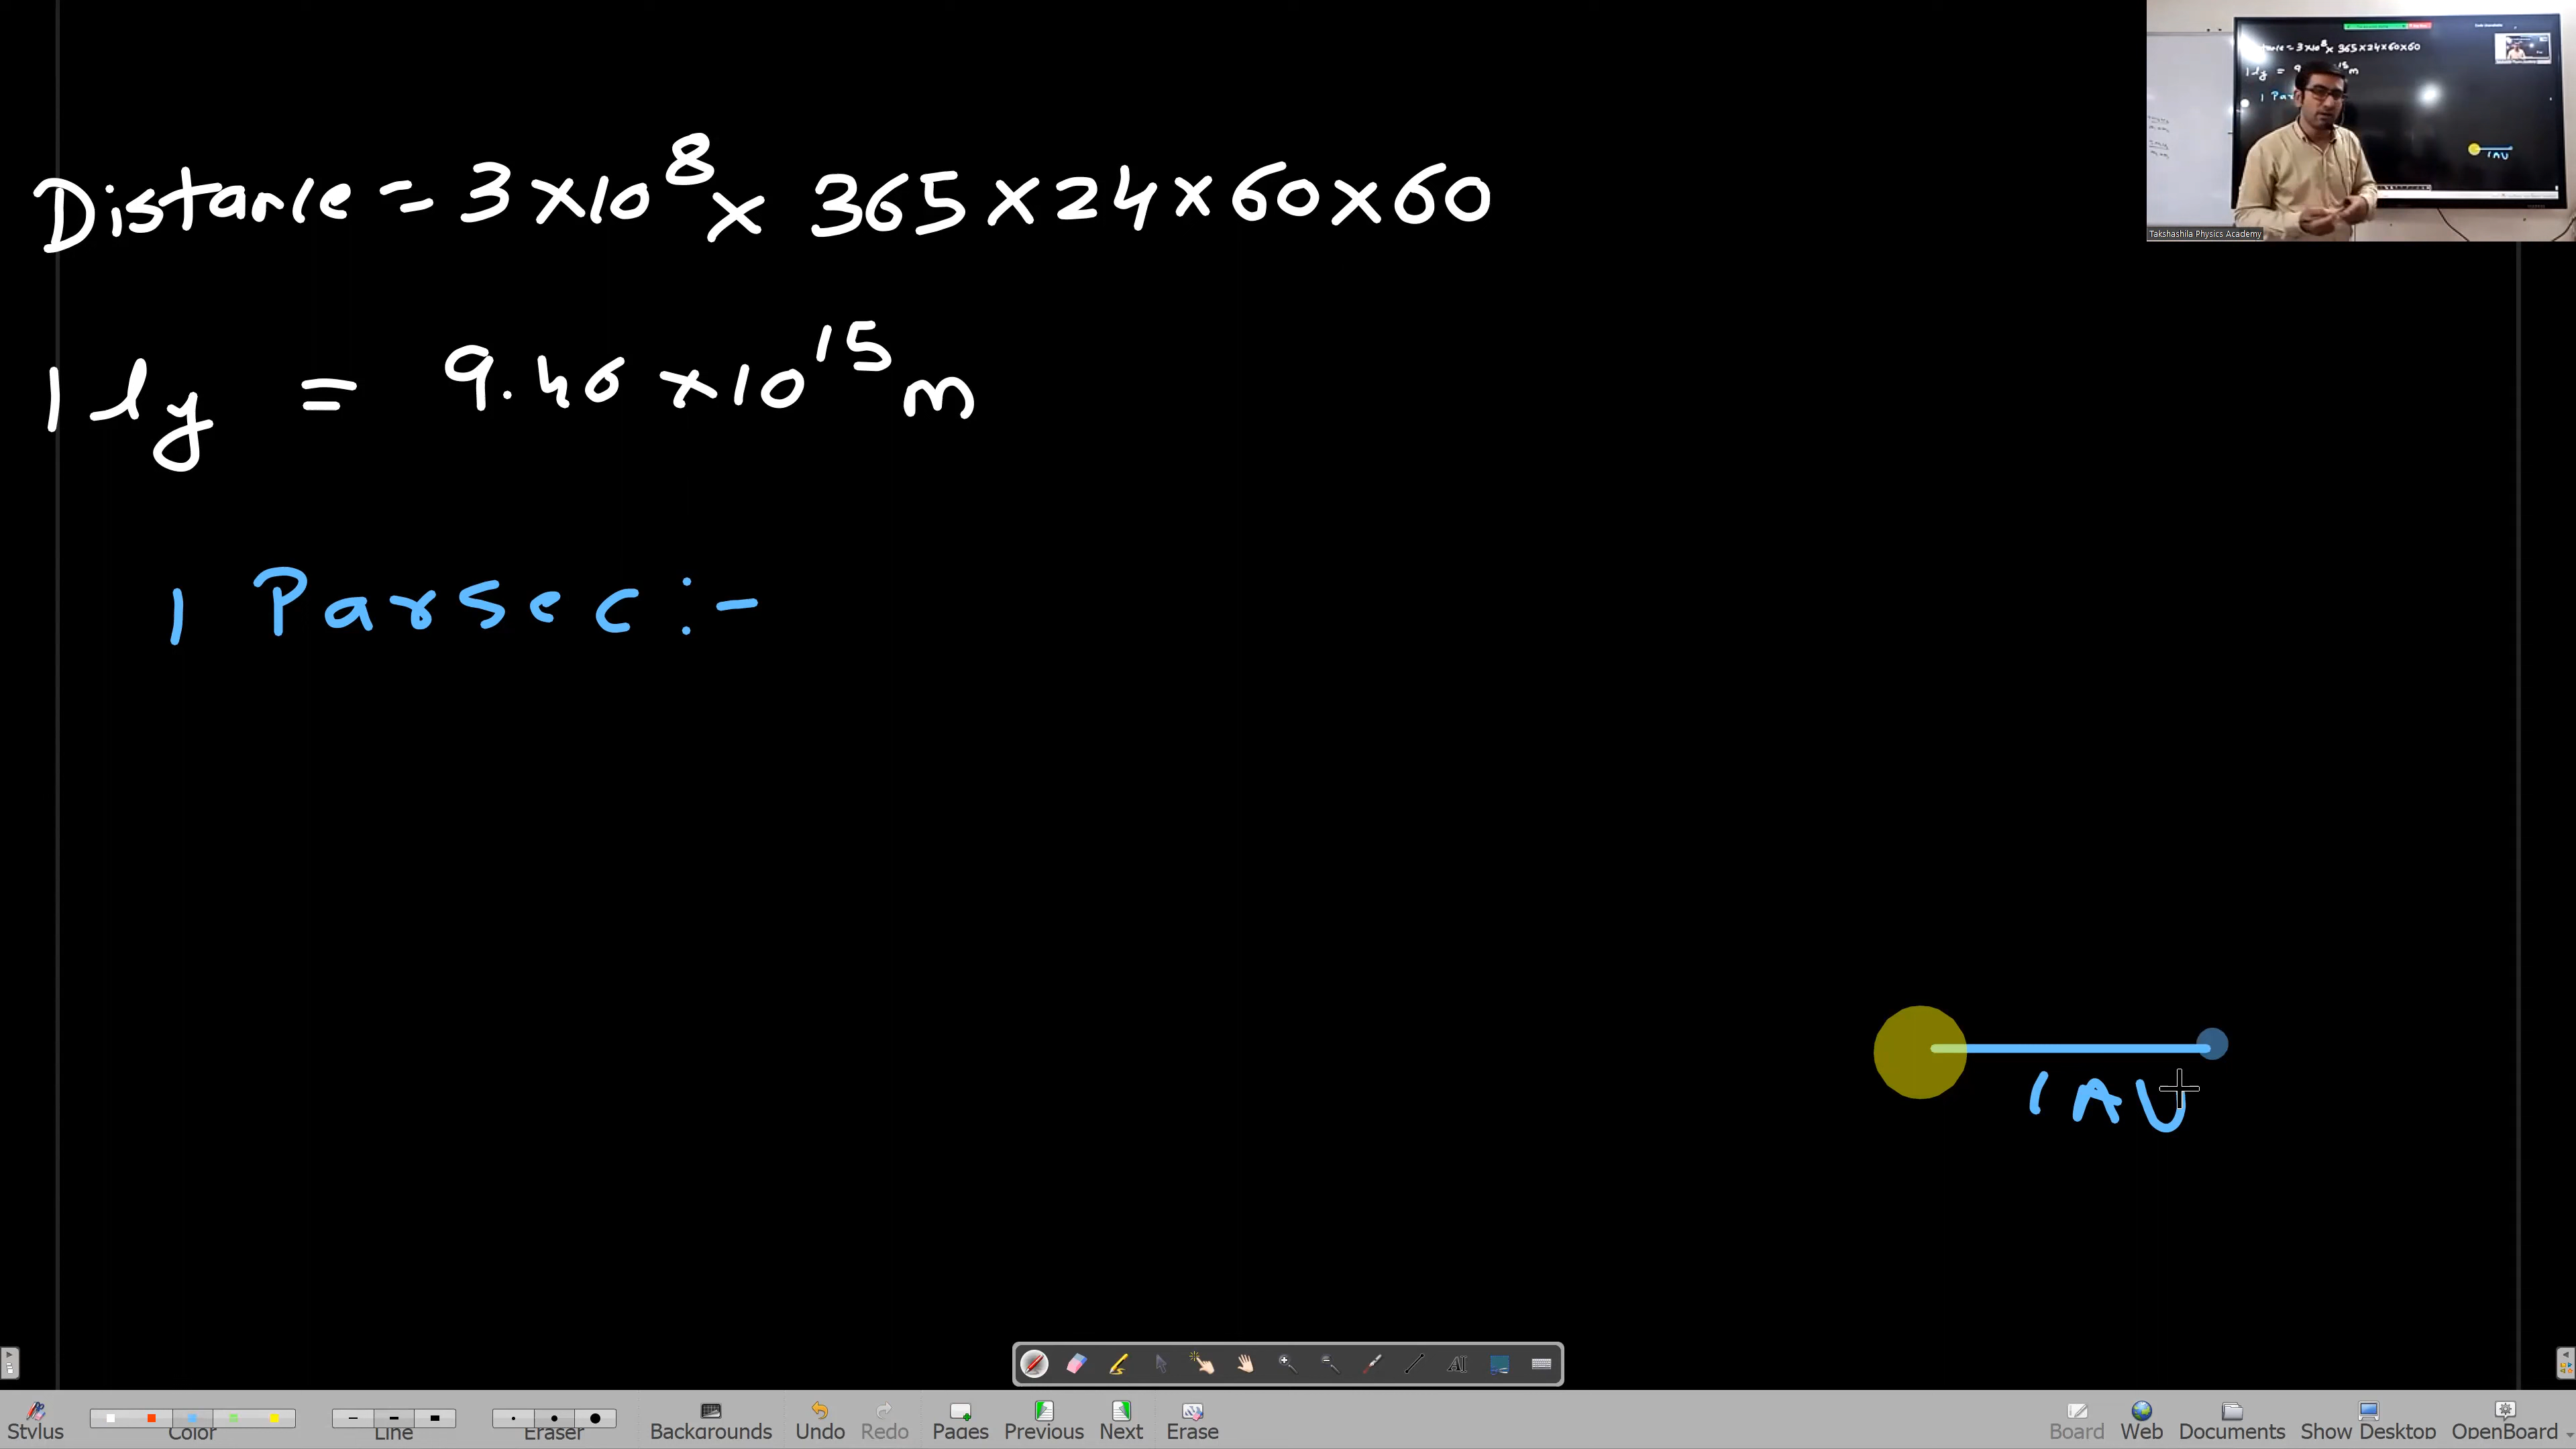 Distance = 3×10⁸ × 365×24×60×60
1 ly = 9.46 ×10¹⁵ m
1 Parsec :-
1 AU
Takshashila Physics Academy
Stylus
Color
Line
Eraser
Backgrounds
Undo
Redo
Pages
Previous
Next
Erase
Board
Web
Documents
Show Desktop
OpenBoard